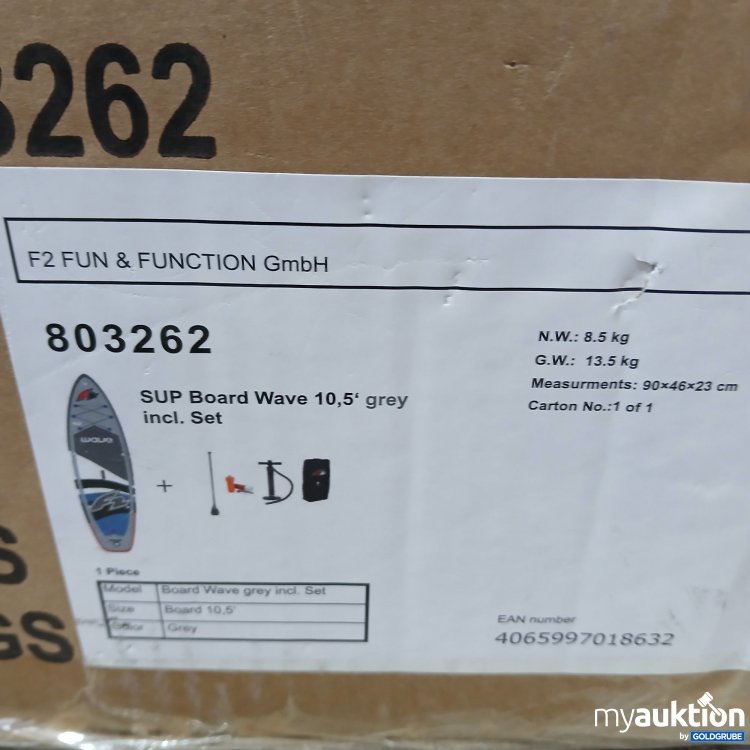 3262
F2 FUN & FUNCTION GmbH
803262
SUP Board Wave 10,5‘ grey
incl. Set
N.W.: 8.5 kg
G.W.: 13.5 kg
Measurments: 90×46×23 cm
Carton No.:1 of 1
wave
+
1 Piece
Model Board Wave grey incl. Set
Size Board 10,5'
Color Grey
EAN number
4065997018632
S
GS
myauktion
by GOLDGRUBE